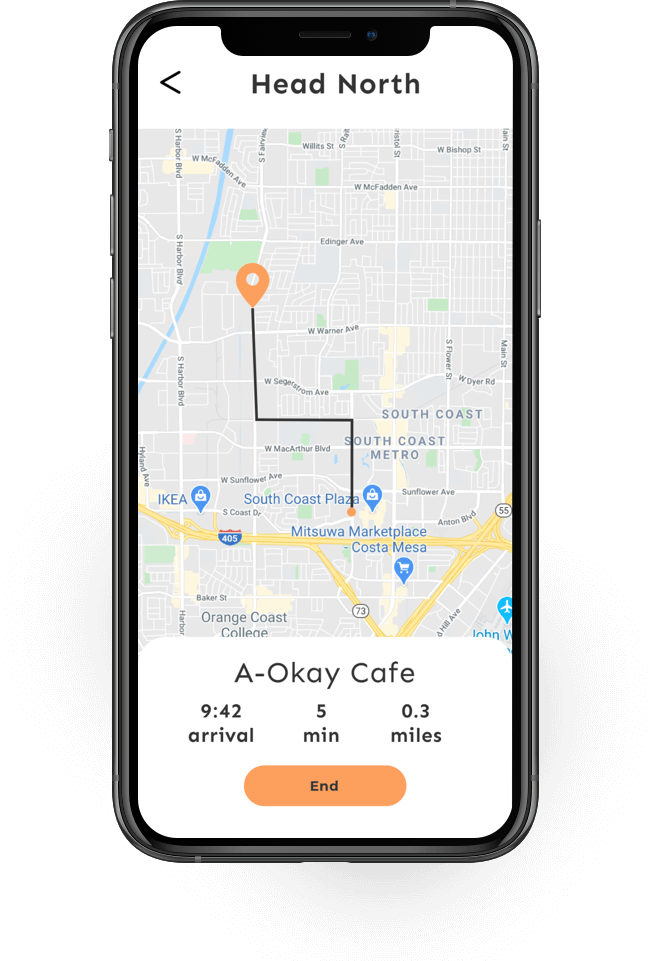 Head North
S Harbor Blvd
S Fairview
Willits St
W Bishop St
W McFadden Ave
W McFadden Ave
Edinger Ave
S Harbor Blvd
W Warner Ave
S Flower St
Main St
S Harbor Blvd
W Segerstrom Ave
W Dyer Rd
SOUTH COAST
SOUTH COAST
METRO
W MacArthur Blvd
Hyland Ave
W Sunflower Ave
Sunflower Ave
IKEA
South Coast Plaza
S Coast Dr
55
Anton Blvd
Mitsuwa Marketplace
- Costa Mesa
405
Baker St
73
Orange Coast
College
Harbor
d Hill Ave
John W
A-Okay Cafe
9:42
arrival
5
min
0.3
miles
End